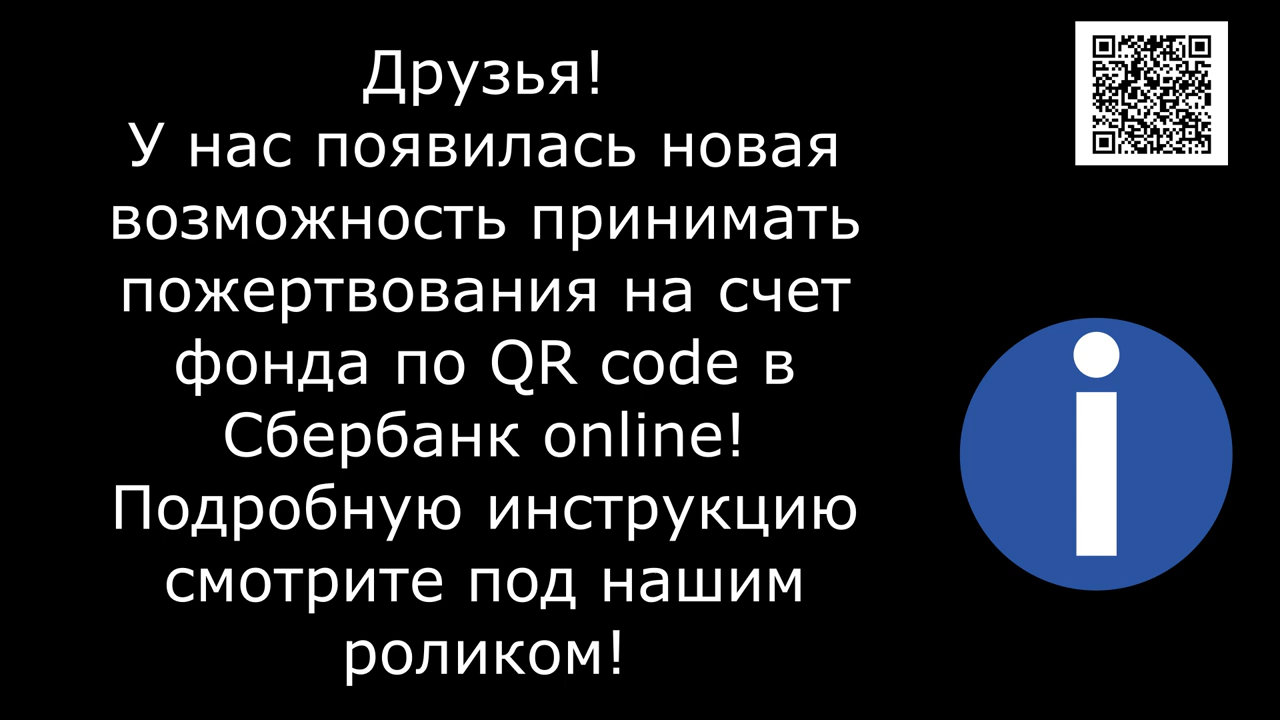 Друзья!
У нас появилась новая
возможность принимать
пожертвования на счет
фонда по QR code в
Сбербанк online!
Подробную инструкцию
смотрите под нашим
роликом!